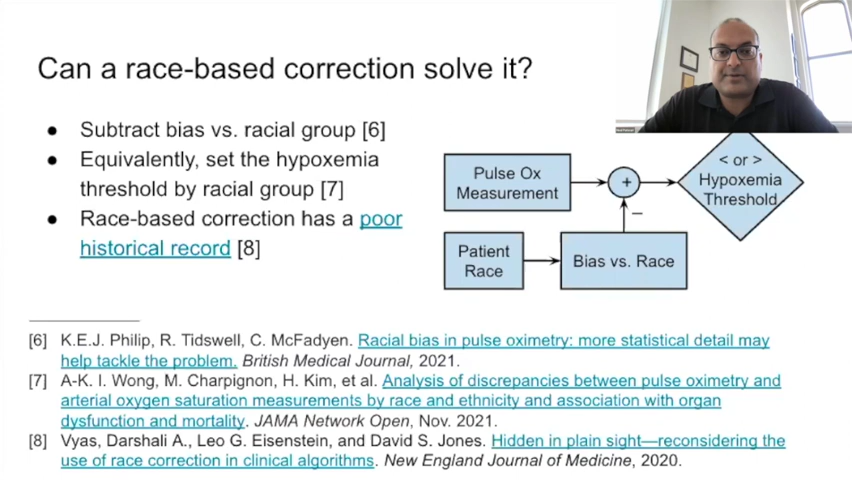 Can a race-based correction solve it?
● Subtract bias vs. racial group [6]
● Equivalently, set the hypoxemia
threshold by racial group [7]
● Race-based correction has a poor
historical record [8]
Pulse Ox
Measurement
+
< or >
Hypoxemia
Threshold
–
Patient
Race
Bias vs. Race
[6] K.E.J. Philip, R. Tidswell, C. McFadyen. Racial bias in pulse oximetry: more statistical detail may
help tackle the problem. British Medical Journal, 2021.
[7] A-K. I. Wong, M. Charpignon, H. Kim, et al. Analysis of discrepancies between pulse oximetry and
arterial oxygen saturation measurements by race and ethnicity and association with organ
dysfunction and mortality. JAMA Network Open, Nov. 2021.
[8] Vyas, Darshali A., Leo G. Eisenstein, and David S. Jones. Hidden in plain sight—reconsidering the
use of race correction in clinical algorithms. New England Journal of Medicine, 2020.